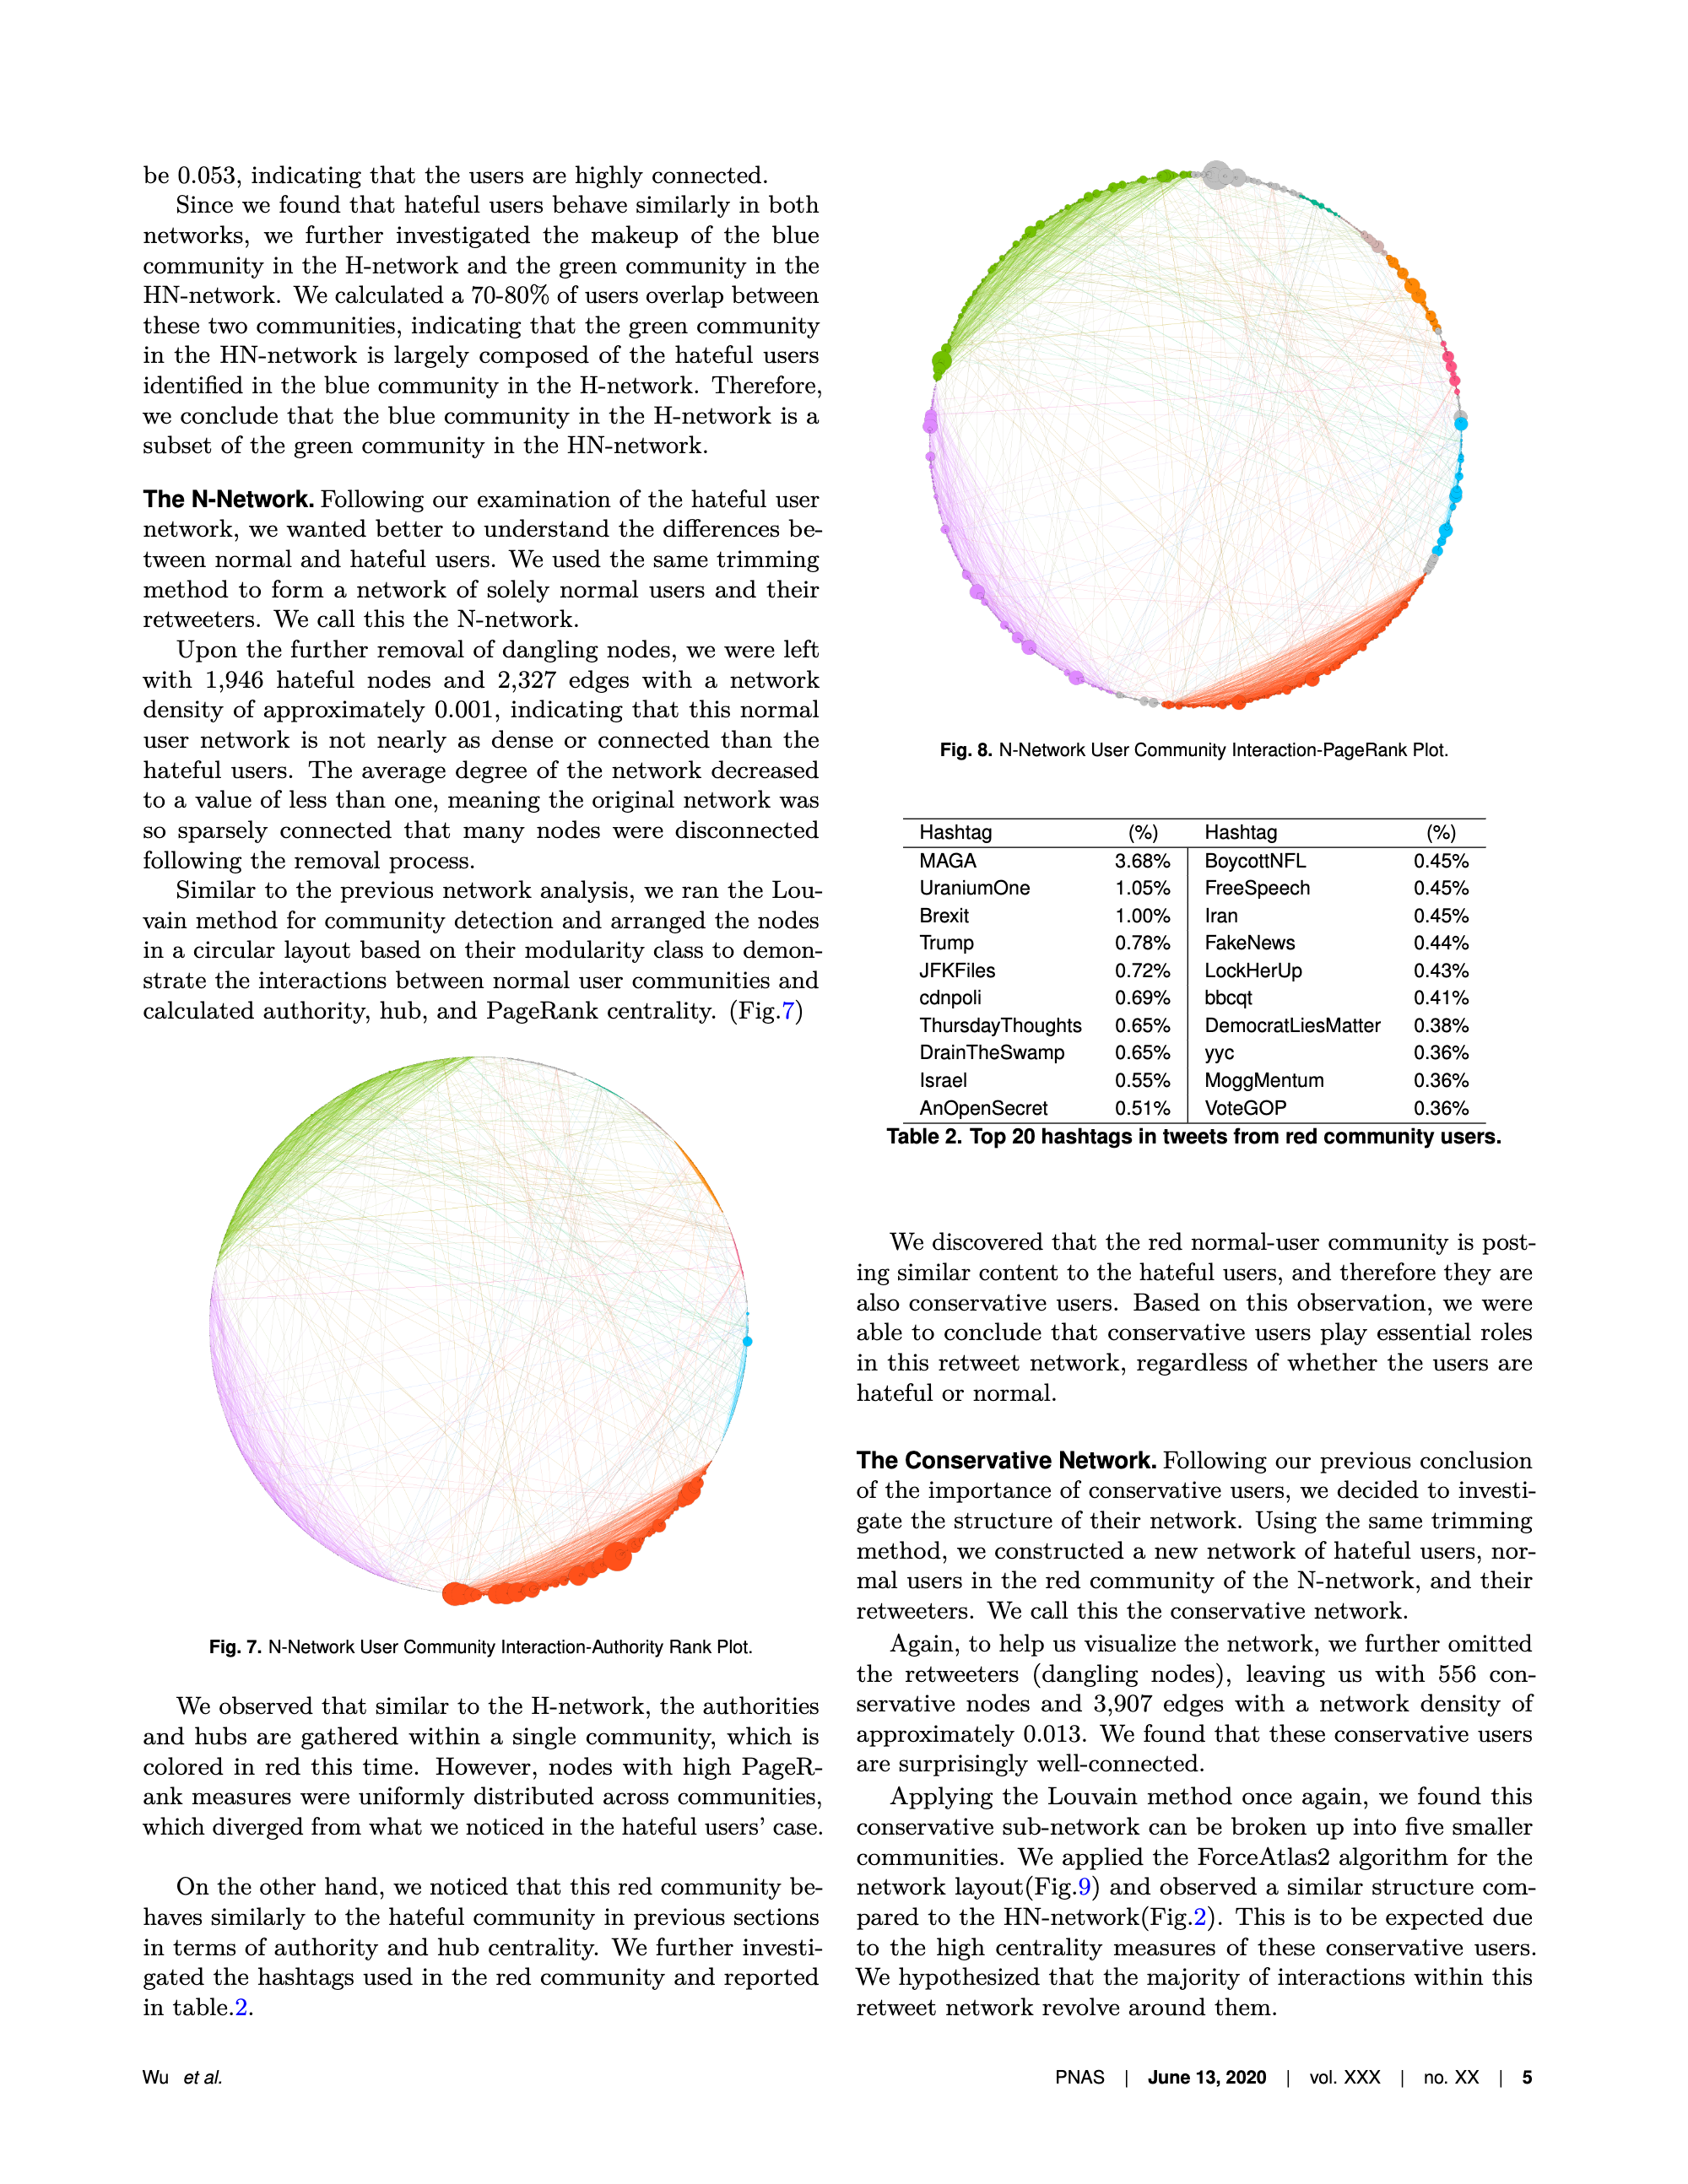 be 0.053, indicating that the users are highly connected.
Since we found that hateful users behave similarly in both
networks, we further investigated the makeup of the blue
community in the H-network and the green community in the
HN-network. We calculated a 70-80% of users overlap between
these two communities, indicating that the green community
in the HN-network is largely composed of the hateful users
identified in the blue community in the H-network. Therefore,
we conclude that the blue community in the H-network is a
subset of the green community in the HN-network.
The N-Network. Following our examination of the hateful user
network, we wanted better to understand the differences be-
tween normal and hateful users. We used the same trimming
method to form a network of solely normal users and their
retweeters. We call this the N-network.
Upon the further removal of dangling nodes, we were left
with 1,946 hateful nodes and 2,327 edges with a network
density of approximately 0.001, indicating that this normal
user network is not nearly as dense or connected than the
hateful users. The average degree of the network decreased
to a value of less than one, meaning the original network was
so sparsely connected that many nodes were disconnected
following the removal process.
Similar to the previous network analysis, we ran the Lou-
vain method for community detection and arranged the nodes
in a circular layout based on their modularity class to demon-
strate the interactions between normal user communities and
calculated authority, hub, and PageRank centrality. (Fig.7)
Fig. 7. N-Network User Community Interaction-Authority Rank Plot.
We observed that similar to the H-network, the authorities
and hubs are gathered within a single community, which is
colored in red this time. However, nodes with high PageR-
ank measures were uniformly distributed across communities,
which diverged from what we noticed in the hateful users' case.
On the other hand, we noticed that this red community be-
haves similarly to the hateful community in previous sections
in terms of authority and hub centrality. We further investi-
gated the hashtags used in the red community and reported
in table.2.
Fig. 8. N-Network User Community Interaction-PageRank Plot.
Hashtag (%) Hashtag (%)
MAGA 3.68% BoycottNFL 0.45%
UraniumOne 1.05% FreeSpeech 0.45%
Brexit 1.00% Iran 0.45%
Trump 0.78% FakeNews 0.44%
JFKFiles 0.72% LockHerUp 0.43%
cdnpoli 0.69% bbcqt 0.41%
ThursdayThoughts 0.65% DemocratLiesMatter 0.38%
DrainTheSwamp 0.65% yyc 0.36%
Israel 0.55% MoggMentum 0.36%
AnOpenSecret 0.51% VoteGOP 0.36%
Table 2. Top 20 hashtags in tweets from red community users.
We discovered that the red normal-user community is post-
ing similar content to the hateful users, and therefore they are
also conservative users. Based on this observation, we were
able to conclude that conservative users play essential roles
in this retweet network, regardless of whether the users are
hateful or normal.
The Conservative Network. Following our previous conclusion
of the importance of conservative users, we decided to investi-
gate the structure of their network. Using the same trimming
method, we constructed a new network of hateful users, nor-
mal users in the red community of the N-network, and their
retweeters. We call this the conservative network.
Again, to help us visualize the network, we further omitted
the retweeters (dangling nodes), leaving us with 556 con-
servative nodes and 3,907 edges with a network density of
approximately 0.013. We found that these conservative users
are surprisingly well-connected.
Applying the Louvain method once again, we found this
conservative sub-network can be broken up into five smaller
communities. We applied the ForceAtlas2 algorithm for the
network layout(Fig.9) and observed a similar structure com-
pared to the HN-network(Fig.2). This is to be expected due
to the high centrality measures of these conservative users.
We hypothesized that the majority of interactions within this
retweet network revolve around them.
Wu et al.
PNAS | June 13, 2020 | vol. XXX | no. XX | 5